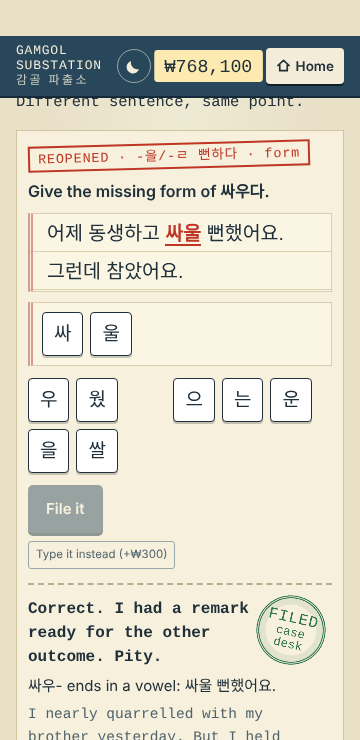 GAMGOL
SUBSTATION
감골 파출소
₩768,100
Home
Different sentence, same point.
REOPENED · -을/-ㄹ 뻔하다 · form
Give the missing form of 싸우다.
어제 동생하고 싸울 뻔했어요.
그런데 참았어요.
싸 울
우 웠 으 는 운
을 쌀
File it
Type it instead (+₩300)
Correct. I had a remark
ready for the other
outcome. Pity.
FILED
case
desk
싸우- ends in a vowel: 싸울 뻔했어요.
I nearly quarrelled with my
brother yesterday. But I held